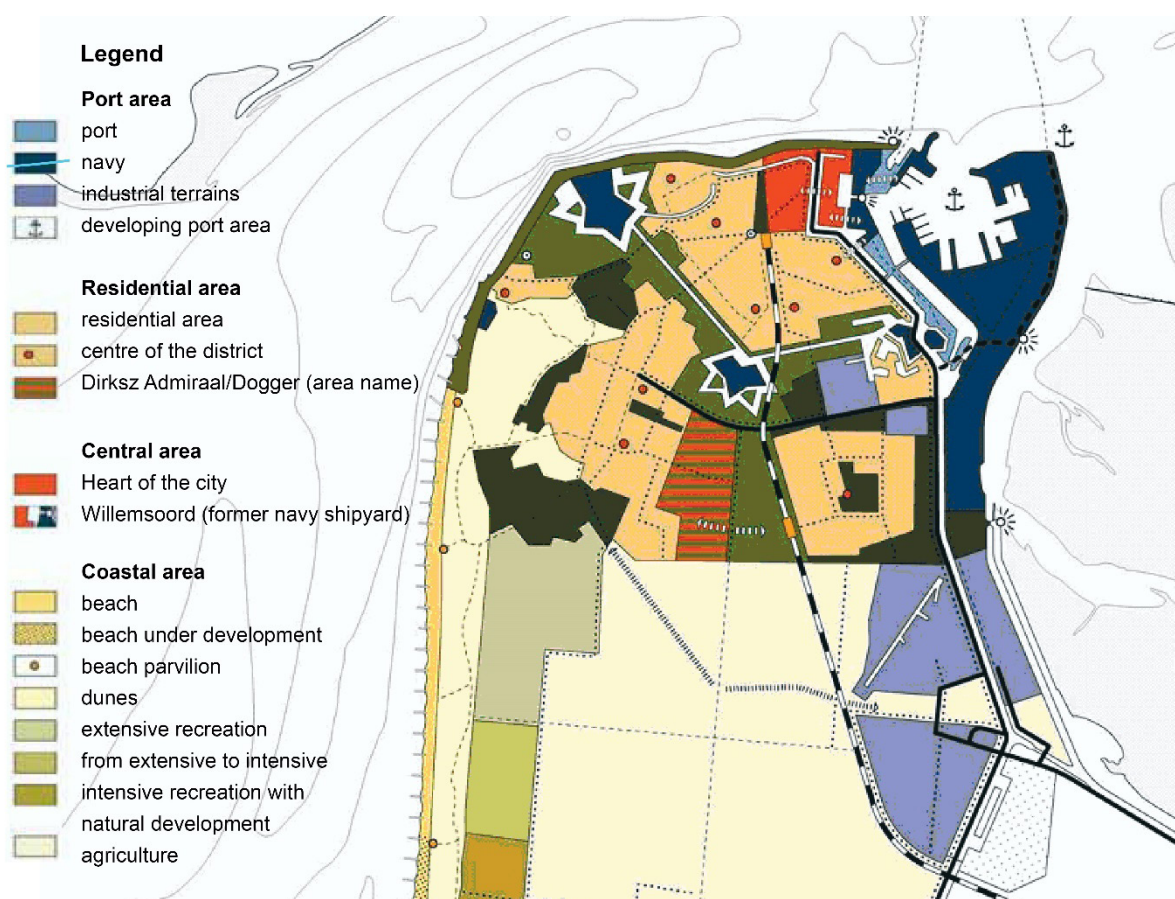 Legend
Port area
port
navy
industrial terrains
developing port area
Residential area
residential area
centre of the district
Dirksz Admiraal/Dogger (area name)
Central area
Heart of the city
Willemsoord (former navy shipyard)
Coastal area
beach
beach under development
beach parvilion
dunes
extensive recreation
from extensive to intensive
intensive recreation with
natural development
agriculture